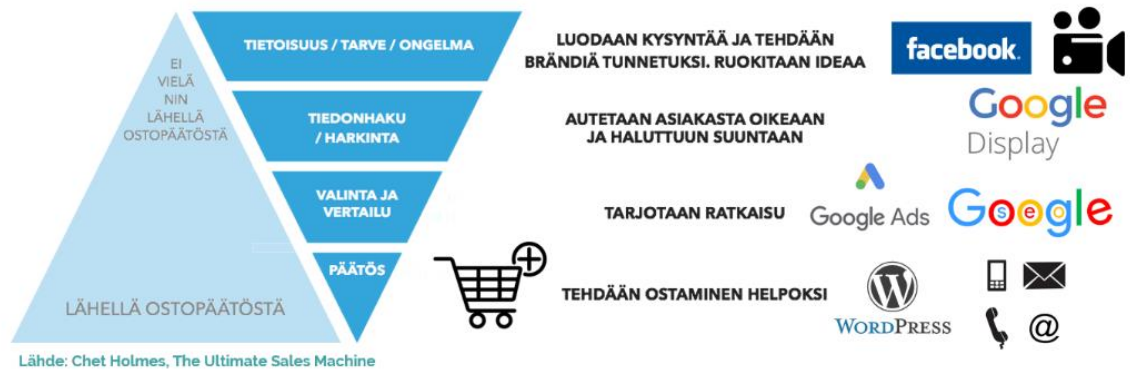 EI
VIELÄ
NIN
LÄHELLÄ
OSTOPÄÄTÖSTÄ
LÄHELLÄ OSTOPÄÄTÖSTÄ
TIETOISUUS / TARVE / ONGELMA
LUODAAN KYSYNTÄÄ JA TEHDÄÄN
BRÄNDIÄ TUNNETUKSI. RUOKITAAN IDEAA
facebook.
TIEDONHAKU
/ HARKINTA
AUTETAAN ASIAKASTA OIKEAAN
JA HALUTTUUN SUUNTAAN
Google
Display
VALINTA JA
VERTAILU
TARJOTAAN RATKAISU
Google Ads
Gseogle
PÄÄTÖS
TEHDÄÄN OSTAMINEN HELPOKSI
WORDPRESS
@
Lähde: Chet Holmes, The Ultimate Sales Machine